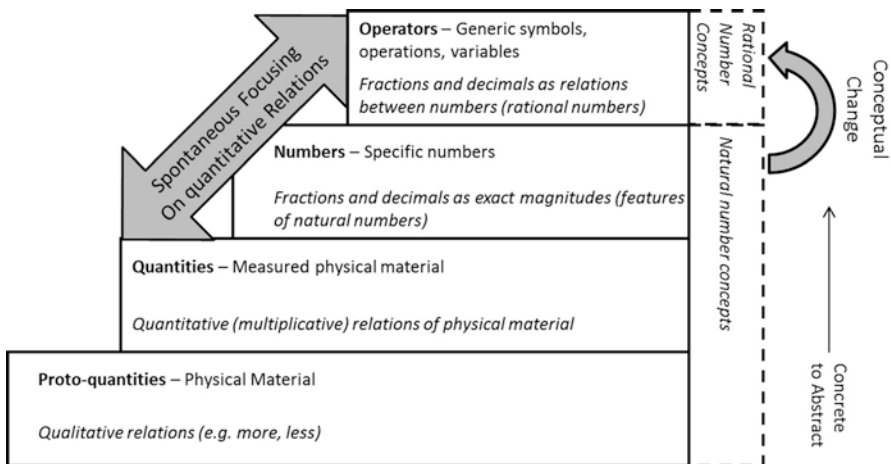 Operators – Generic symbols,
operations, variables
Fractions and decimals as relations
between numbers (rational numbers)
Rational
Number
Concepts
Conceptual
Change
Spontaneous Focusing
On quantitative Relations
Numbers – Specific numbers
Fractions and decimals as exact magnitudes (features
of natural numbers)
Natural number concepts
Quantities – Measured physical material
Quantitative (multiplicative) relations of physical material
Proto-quantities – Physical Material
Qualitative relations (e.g. more, less)
Concrete
to Abstract